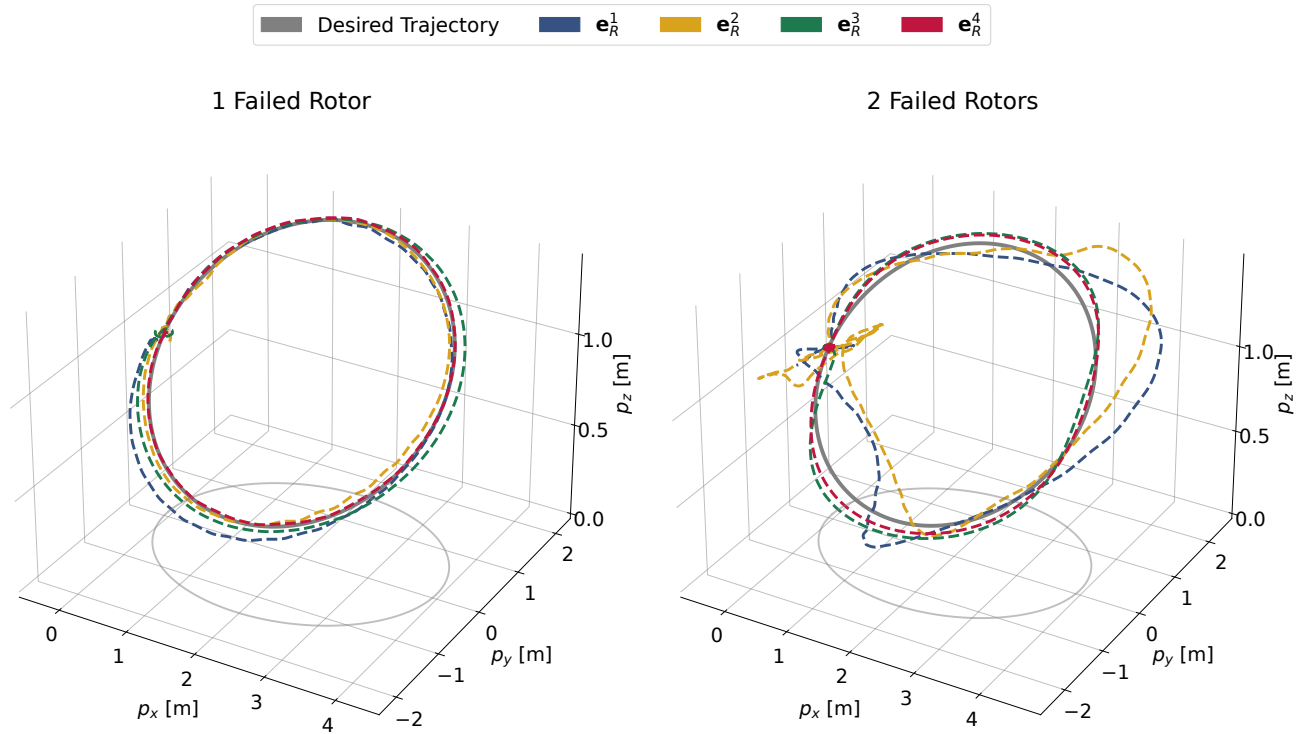 Desired Trajectory e_R^1 e_R^2 e_R^3 e_R^4
1 Failed Rotor
2 Failed Rotors
1.0
0.5
0.0
p_z [m]
2
1
0
−1
−2
p_y [m]
0
1
2
3
4
p_x [m]
1.0
0.5
0.0
p_z [m]
2
1
0
−1
−2
p_y [m]
0
1
2
3
4
p_x [m]